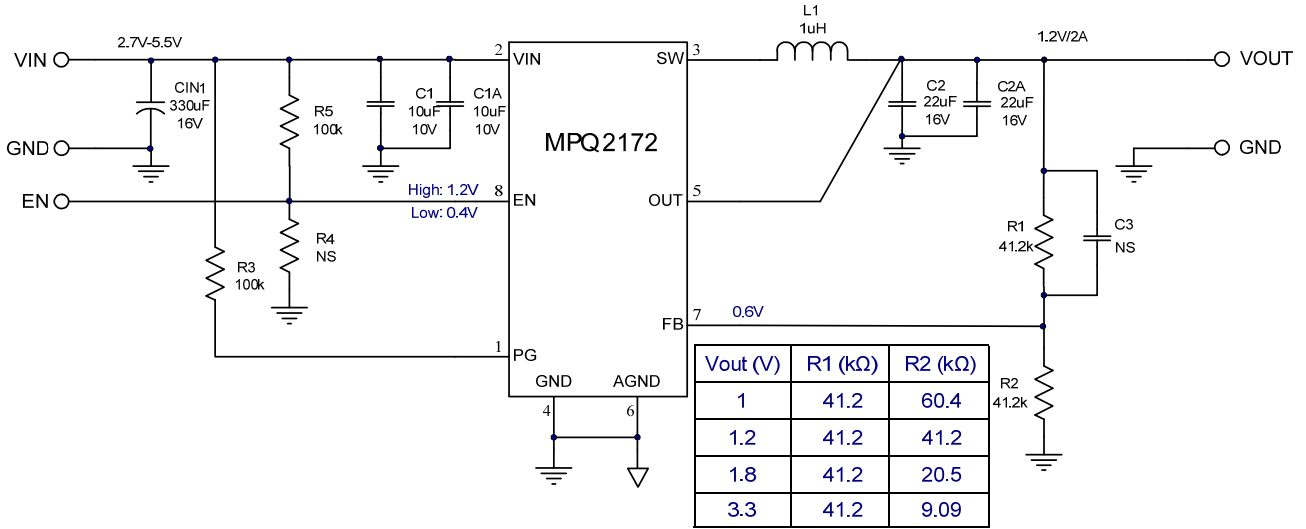 L1
1uH
VIN
2.7V-5.5V
2
VIN
SW
3
1.2V/2A
VOUT
CIN1
330uF
16V
R5
100k
C1
10uF
10V
C1A
10uF
10V
MPQ2172
C2
22uF
16V
C2A
22uF
16V
GND
GND
EN
High: 1.2V
Low: 0.4V
8
EN
OUT
5
R4
NS
R3
100k
R1
41.2k
C3
NS
FB
7
0.6V
1
PG
GND
AGND
4
6
Vout (V) R1 (kΩ) R2 (kΩ)
1 41.2 60.4
1.2 41.2 41.2
1.8 41.2 20.5
3.3 41.2 9.09
R2
41.2k